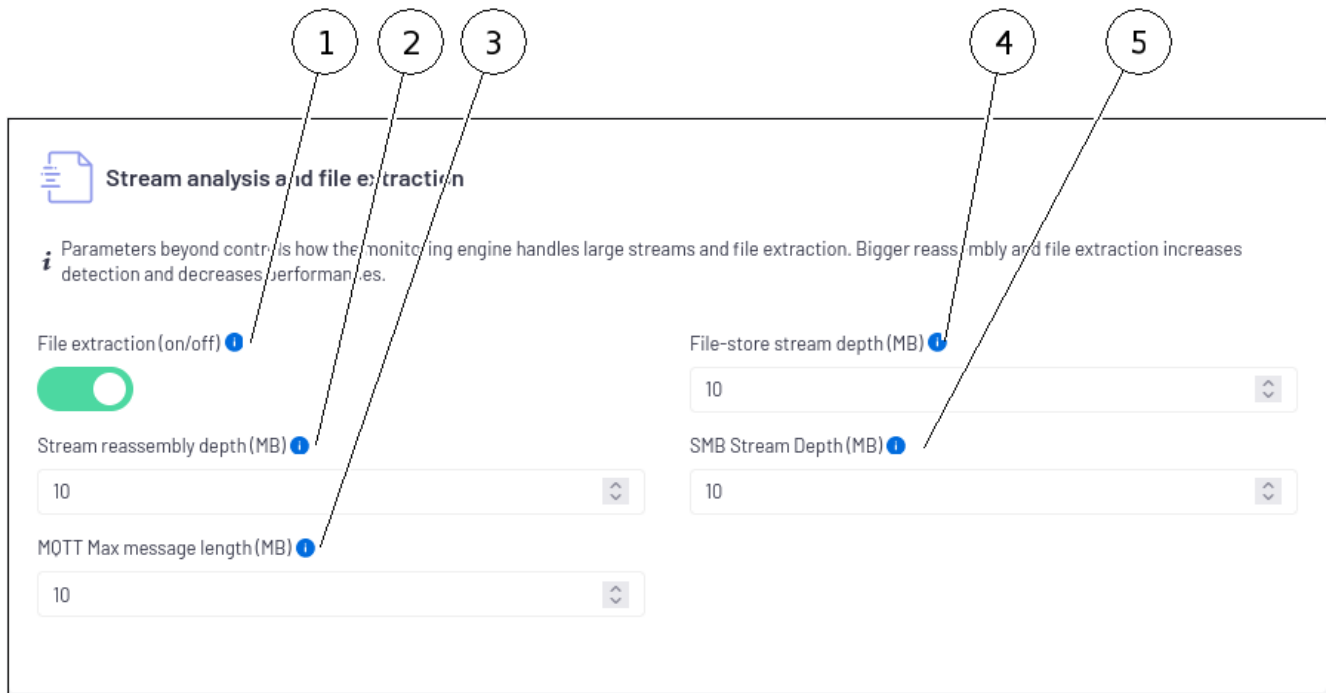 1 2 3 4 5
Stream analysis and file extraction
i Parameters beyond controls how the monitoring engine handles large streams and file extraction. Bigger reassembly and file extraction increases
detection and decreases performances.
File extraction (on/off) i
File-store stream depth (MB) i
10
Stream reassembly depth (MB) i
SMB Stream Depth (MB) i
10
10
MQTT Max message length (MB) i
10